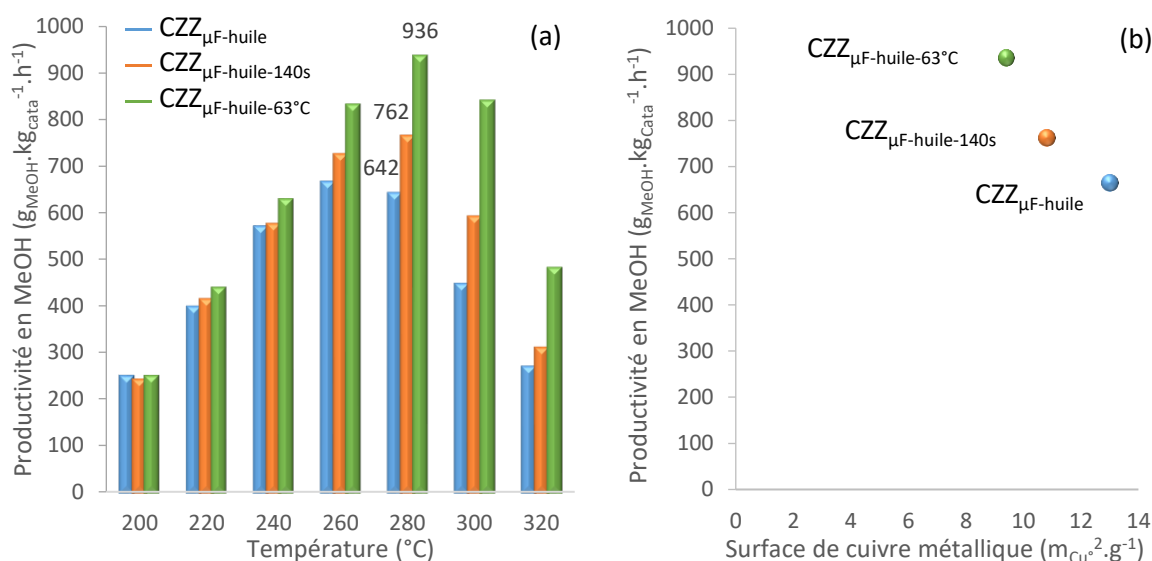 (a)
CZZμF-huile
CZZμF-huile-140s
CZZμF-huile-63°C
936
762
642
Productivité en MeOH (gMeOH.kgCata-1.h-1)
1000
900
800
700
600
500
400
300
200
100
0
200 220 240 260 280 300 320
Température (°C)
(b)
CZZμF-huile-63°C
CZZμF-huile-140s
CZZμF-huile
Productivité en MeOH (gMeOH.kgCata-1.h-1)
1000
900
800
700
600
500
400
300
200
100
0
0 2 4 6 8 10 12 14
Surface de cuivre métallique (mCu°2.g-1)